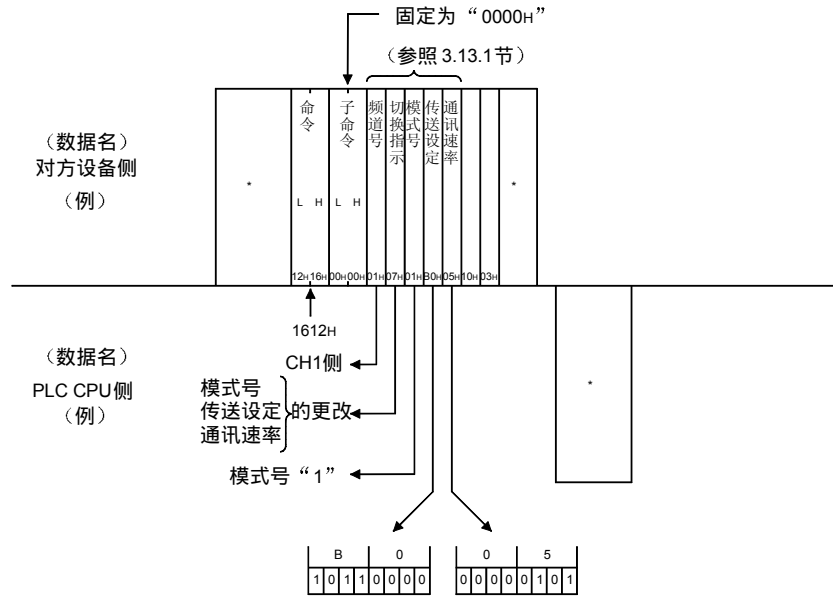 固定为“0000H”
（参照 3.13.1节）
（数据名）
对方设备侧
（例）
*
命令
子命令
频道号
切换指示
模式号
传送设定
通讯速率
*
L H L H
12H 16H 00H 00H 01H 07H 01H B0H 05H 10H 03H
1612H
（数据名）
PLC CPU侧
（例）
CH1侧
模式号
传送设定
通讯速率
的更改
模式号“1”
*
B 0 0 5
1 0 1 1 0 0 0 0 0 0 0 0 0 1 0 1